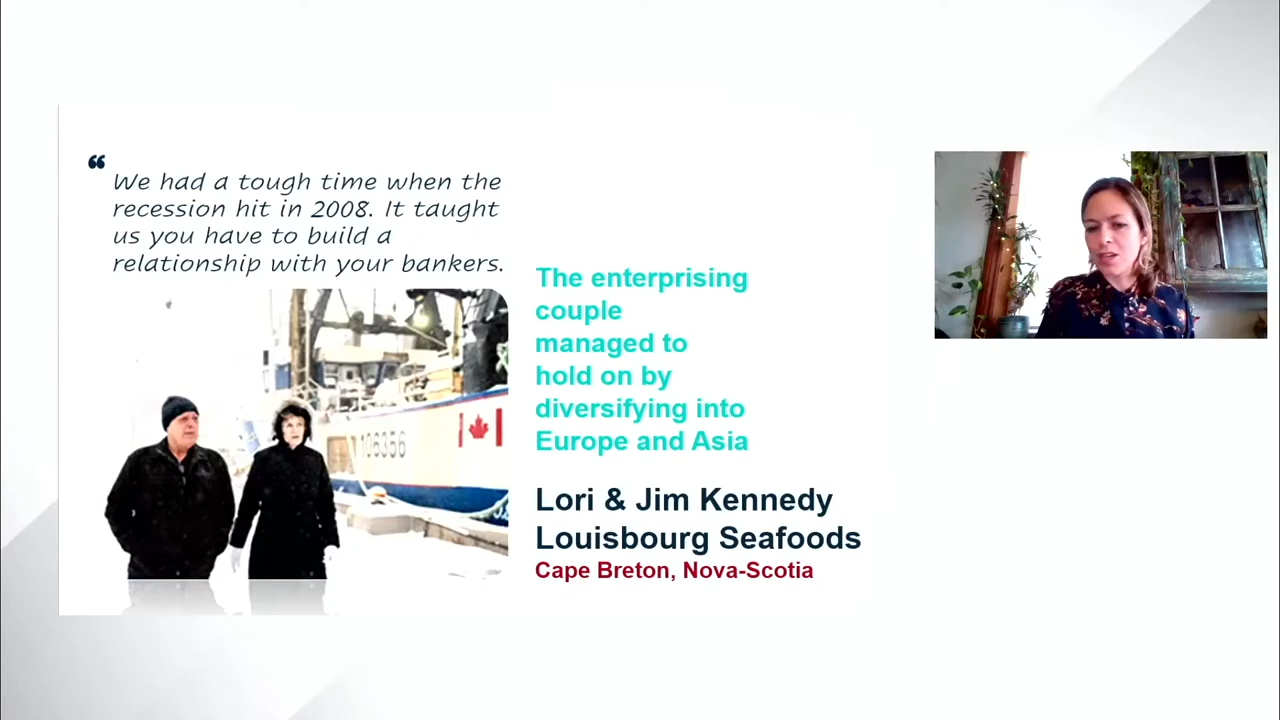 “
We had a tough time when the
recession hit in 2008. It taught
us you have to build a
relationship with your bankers.
106356
The enterprising
couple
managed to
hold on by
diversifying into
Europe and Asia
Lori & Jim Kennedy
Louisbourg Seafoods
Cape Breton, Nova-Scotia